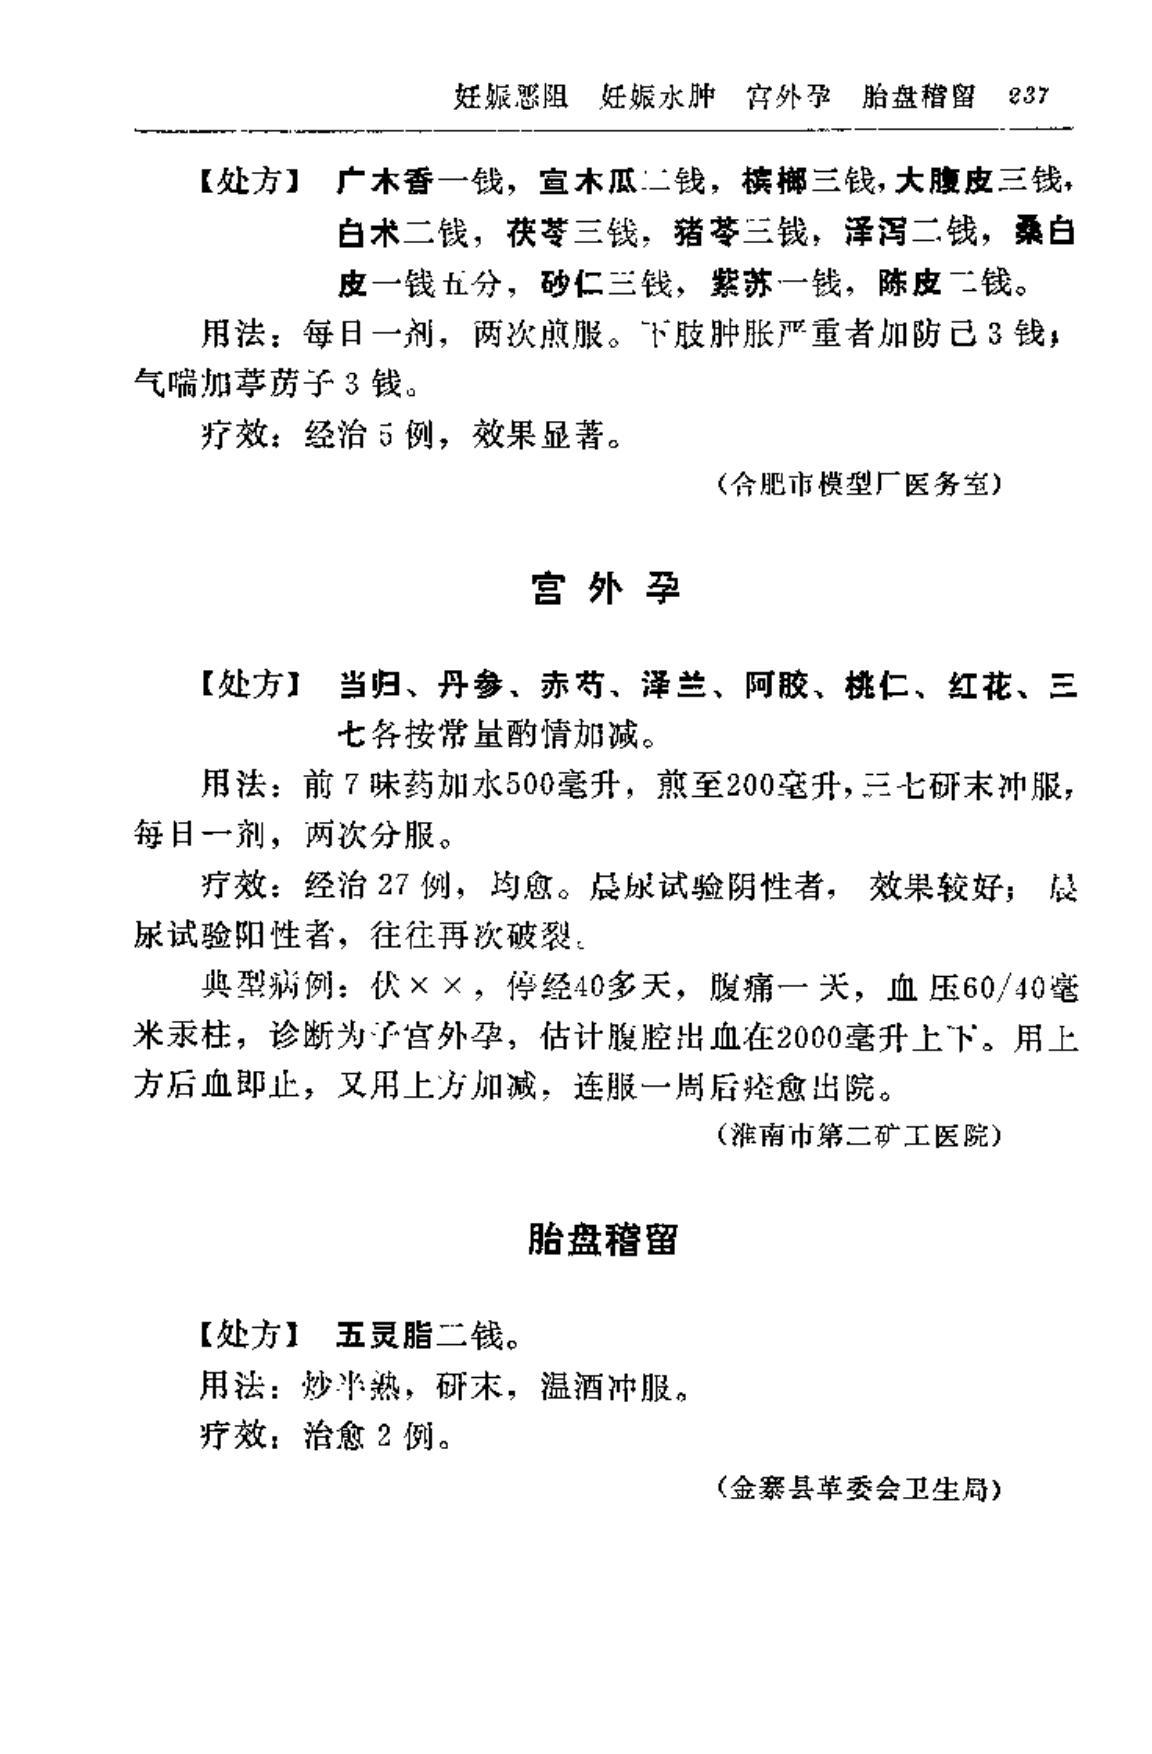 妊娠恶阻　妊娠水肿　宫外孕　胎盘稽留　237
【处方】　广木香一钱，宣木瓜二钱，槟榔三钱，大腹皮三钱，
白术二钱，茯苓三钱，猪苓三钱，泽泻二钱，桑白
皮一钱五分，砂仁三钱，紫苏一钱，陈皮二钱。
用法：每日一剂，两次煎服。下肢肿胀严重者加防己3钱；
气喘加葶苈子3钱。
疗效：经治5例，效果显著。
（合肥市模型厂医务室）
宫外孕
【处方】　当归、丹参、赤芍、泽兰、阿胶、桃仁、红花、三
七各按常量酌情加减。
用法：前7味药加水500毫升，煎至200毫升，三七研末冲服，
每日一剂，两次分服。
疗效：经治27例，均愈。晨尿试验阴性者，效果较好；晨
尿试验阳性者，往往再次破裂。
典型病例：伏××，停经40多天，腹痛一天，血压60/40毫
米汞柱，诊断为子宫外孕，估计腹腔出血在2000毫升上下。用上
方后血即止，又用上方加减，连服一周后痊愈出院。
（淮南市第二矿工医院）
胎盘稽留
【处方】　五灵脂二钱。
用法：炒半熟，研末，温酒冲服。
疗效：治愈2例。
（金寨县革委会卫生局）